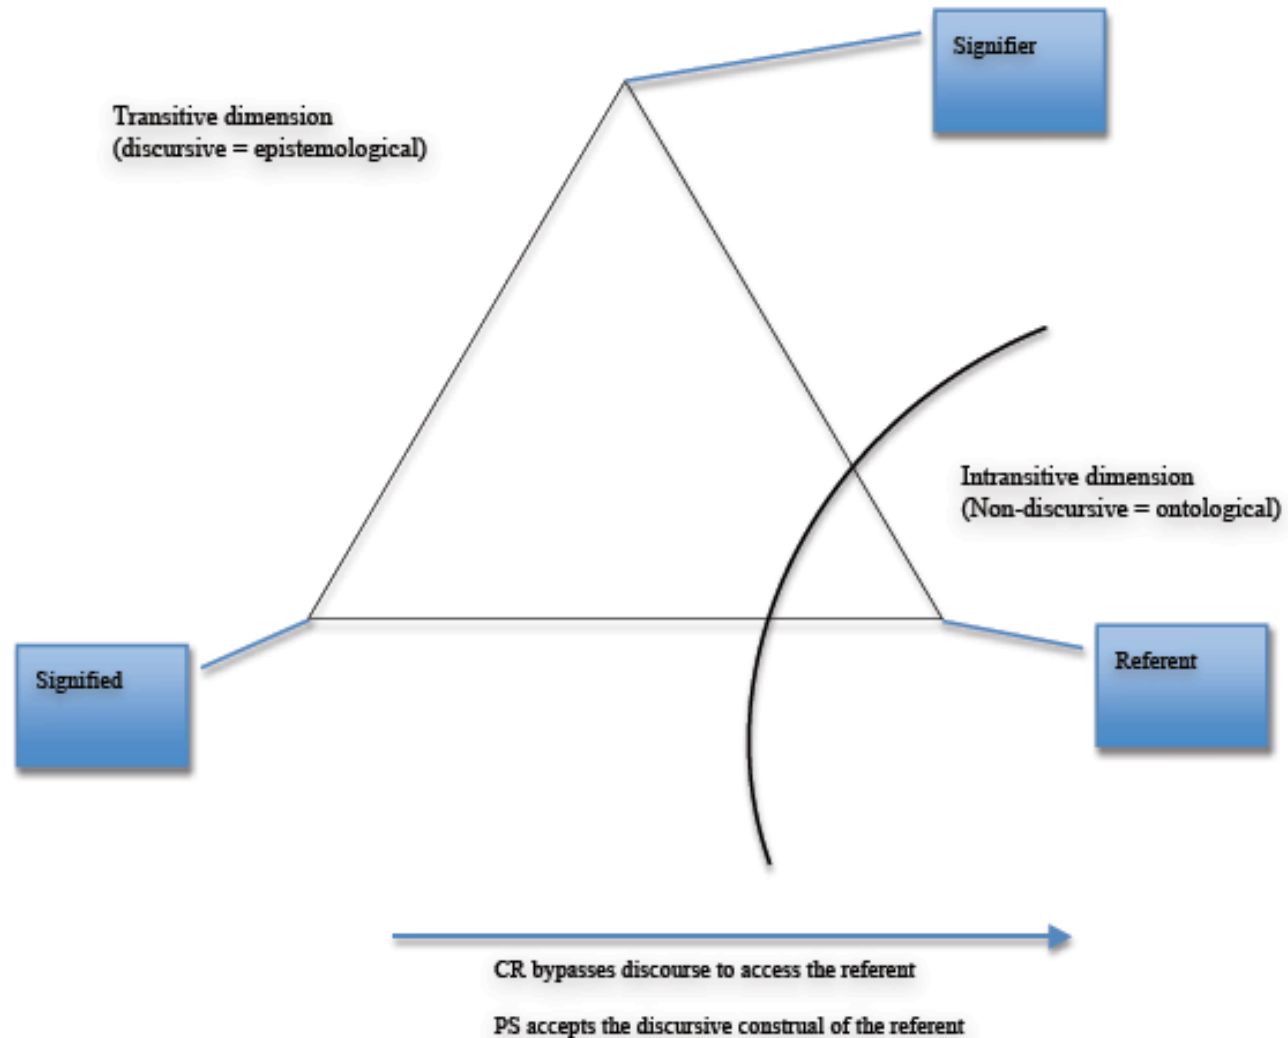 Signifier
Transitive dimension
(discursive = epistemological)
Intransitive dimension
(Non-discursive = ontological)
Signified
Referent
CR bypasses discourse to access the referent
PS accepts the discursive construal of the referent